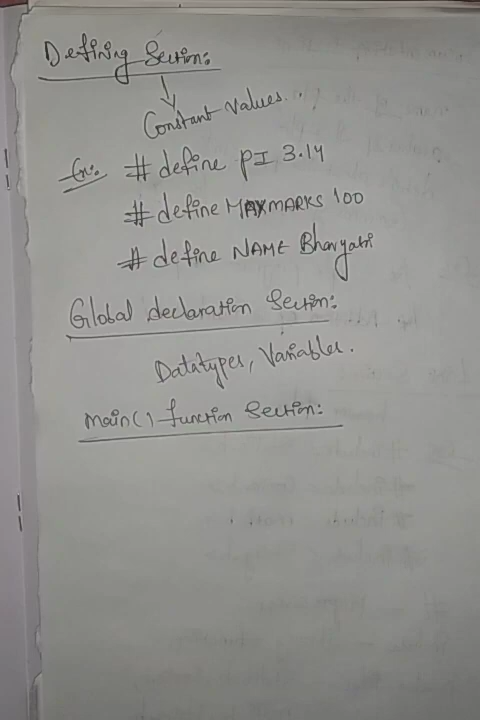 Defining Section:
Constant Values..
Ex:. # define PI 3.14
# define MAXMARKS 100
# define NAME
Global declaration Section:
Datatypes, Variables.
Main() function Section: